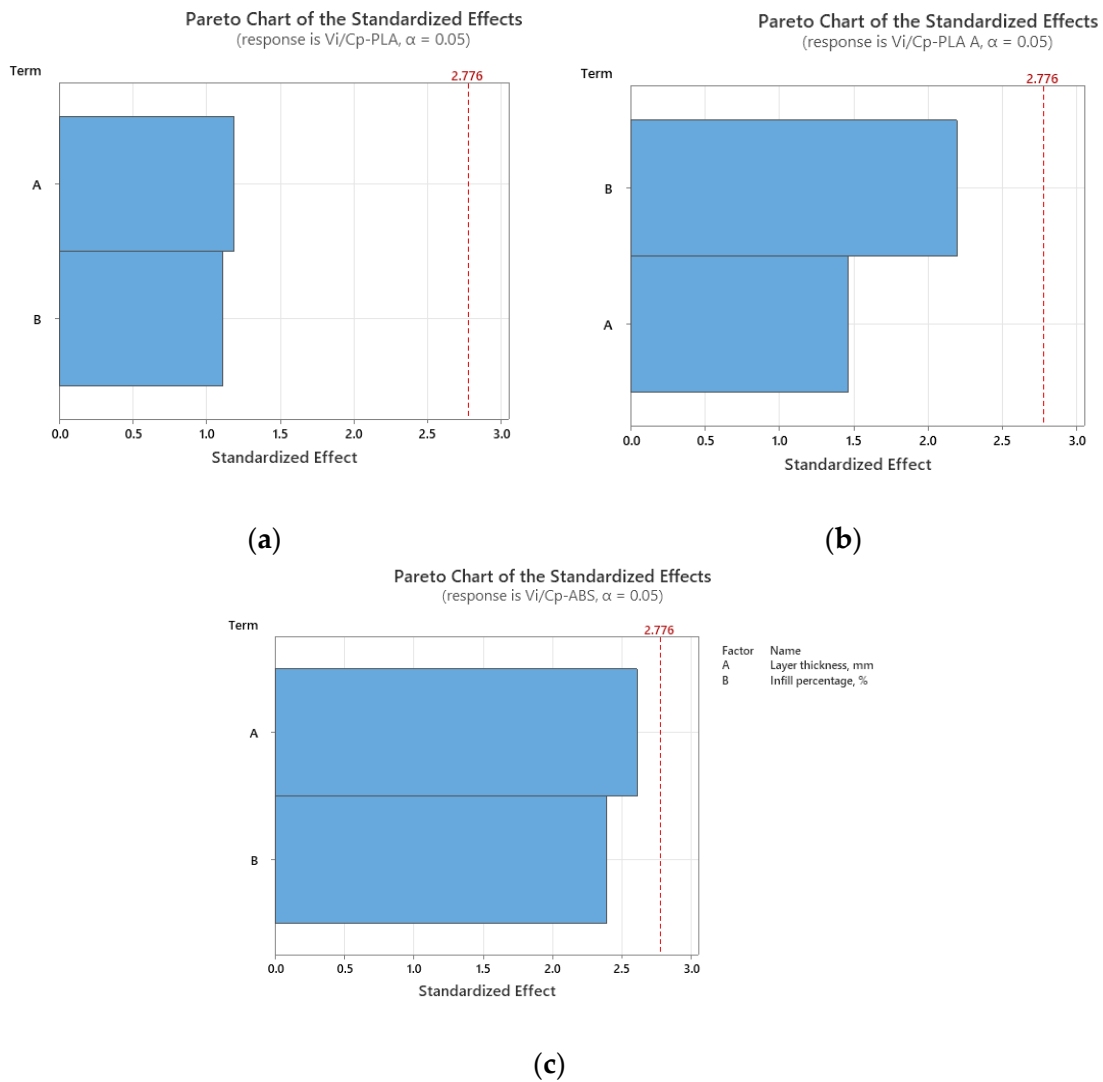 Pareto Chart of the Standardized Effects
(response is Vi/Cp-PLA, α = 0.05)
Term
2.776
A
B
0.0 0.5 1.0 1.5 2.0 2.5 3.0
Standardized Effect
(a)
Pareto Chart of the Standardized Effects
(response is Vi/Cp-PLA A, α = 0.05)
Term
2.776
B
A
0.0 0.5 1.0 1.5 2.0 2.5 3.0
Standardized Effect
(b)
Pareto Chart of the Standardized Effects
(response is Vi/Cp-ABS, α = 0.05)
Term
2.776
A
B
0.0 0.5 1.0 1.5 2.0 2.5 3.0
Standardized Effect
Factor Name
A Layer thickness, mm
B Infill percentage, %
(c)